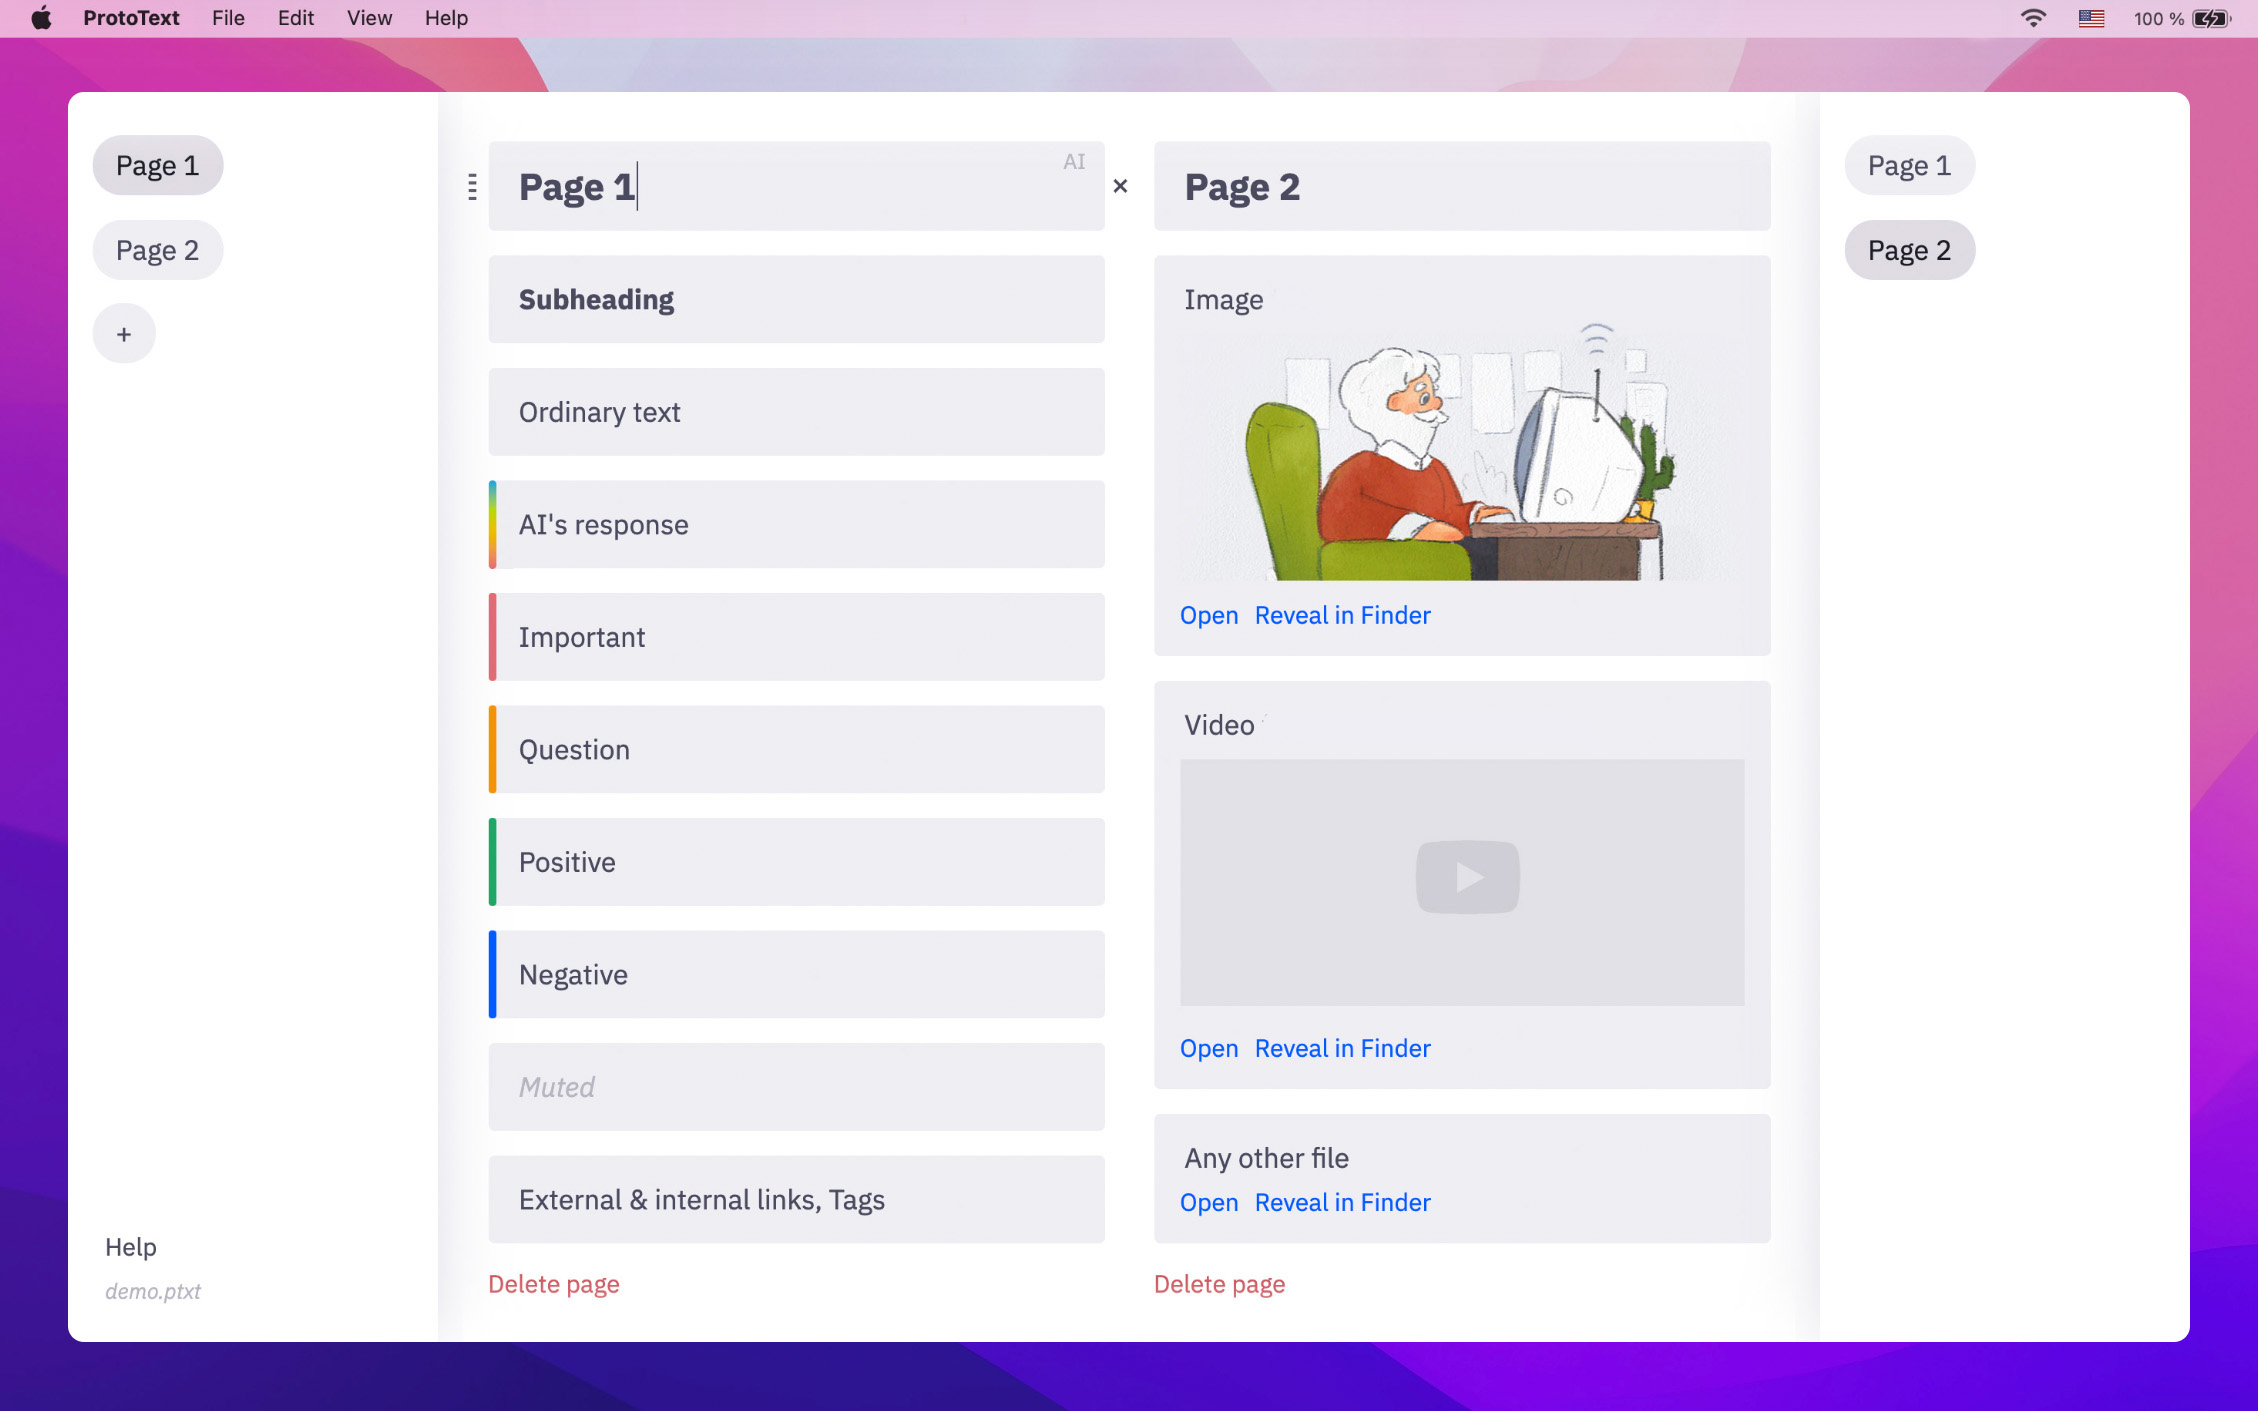 ProtoText File Edit View Help 100 %
Page 1
Page 2
+
Help
demo.ptxt
Page 1
AI
×
Subheading
Ordinary text
AI's response
Important
Question
Positive
Negative
Muted
External & internal links, Tags
Delete page
Page 2
Image
Open Reveal in Finder
Video
Open Reveal in Finder
Any other file
Open Reveal in Finder
Delete page
Page 1
Page 2